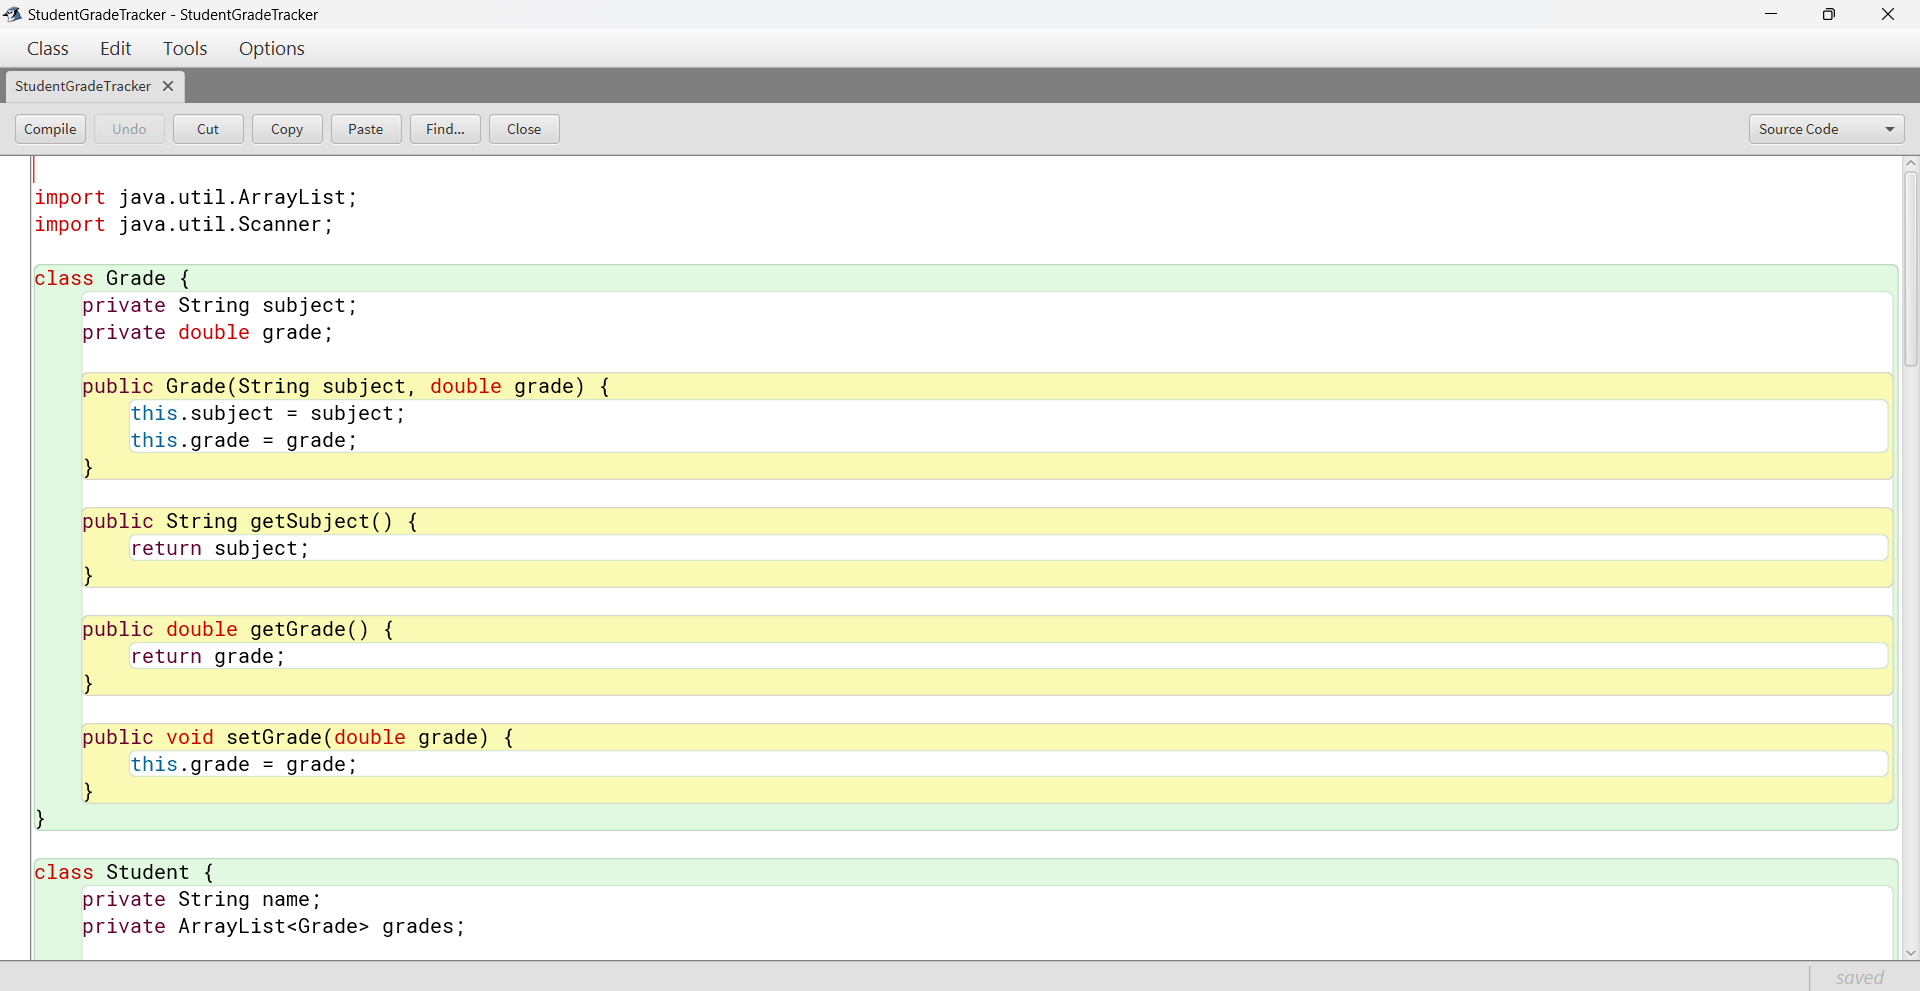 StudentGradeTracker - StudentGradeTracker
Class Edit Tools Options
StudentGradeTracker
Compile Undo Cut Copy Paste Find... Close Source Code
import java.util.ArrayList;
import java.util.Scanner;
class Grade {
    private String subject;
    private double grade;
    public Grade(String subject, double grade) {
        this.subject = subject;
        this.grade = grade;
    }
    public String getSubject() {
        return subject;
    }
    public double getGrade() {
        return grade;
    }
    public void setGrade(double grade) {
        this.grade = grade;
    }
}
class Student {
    private String name;
    private ArrayList<Grade> grades;
saved